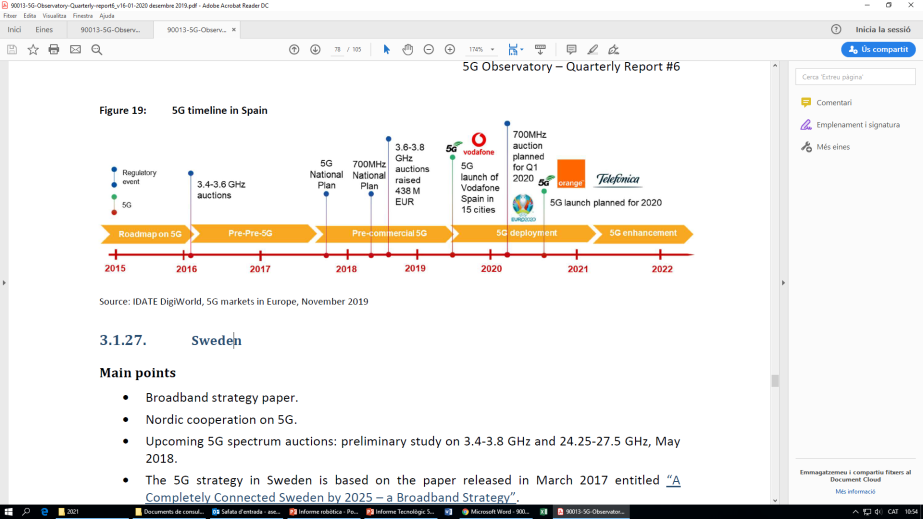 90013-5G-Observatory-Quarterly-report6_v16-01-2020 desembre 2019.pdf - Adobe Acrobat Reader DC
Fitxer Edita Visualitza Finestra Ajuda
Inici Eines 90013-5G-Observ... 90013-5G-Observ... × Inicia la sessió
78 / 105 174% Ús compartit
5G Observatory – Quarterly Report #6
Cerca 'Extreu pàgina'
Comentari
Emplenament i signatura
Més eines
Figure 19: 5G timeline in Spain
Regulatory
event
5G
3.4-3.6 GHz
auctions
5G
National
Plan
700MHz
National
Plan
3.6-3.8
GHz
auctions
raised
438 M
EUR
5G
vodafone
5G
launch of
Vodafone
Spain in
15 cities
700MHz
auction
planned
for Q1
2020
EURO2020
5G
orange
Telefónica
5G launch planned for 2020
Roadmap on 5G Pre-Pre-5G Pre-commercial 5G 5G deployment 5G enhancement
2015 2016 2017 2018 2019 2020 2021 2022
Source: IDATE DigiWorld, 5G markets in Europe, November 2019
3.1.27. Sweden
Main points
• Broadband strategy paper.
• Nordic cooperation on 5G.
• Upcoming 5G spectrum auctions: preliminary study on 3.4-3.8 GHz and 24.25-27.5 GHz, May
2018.
• The 5G strategy in Sweden is based on the paper released in March 2017 entitled “A
Completely Connected Sweden by 2025 – a Broadband Strategy”.
Emmagatzemeu i compartiu fitxers al
Document Cloud
Més informació
2021 Documents de consul... Safata d'entrada - ase... Informe robòtica - Po... Informe Tecnològic S... Microsoft Word - 900... 90013-5G-Observator... CAT 10:54